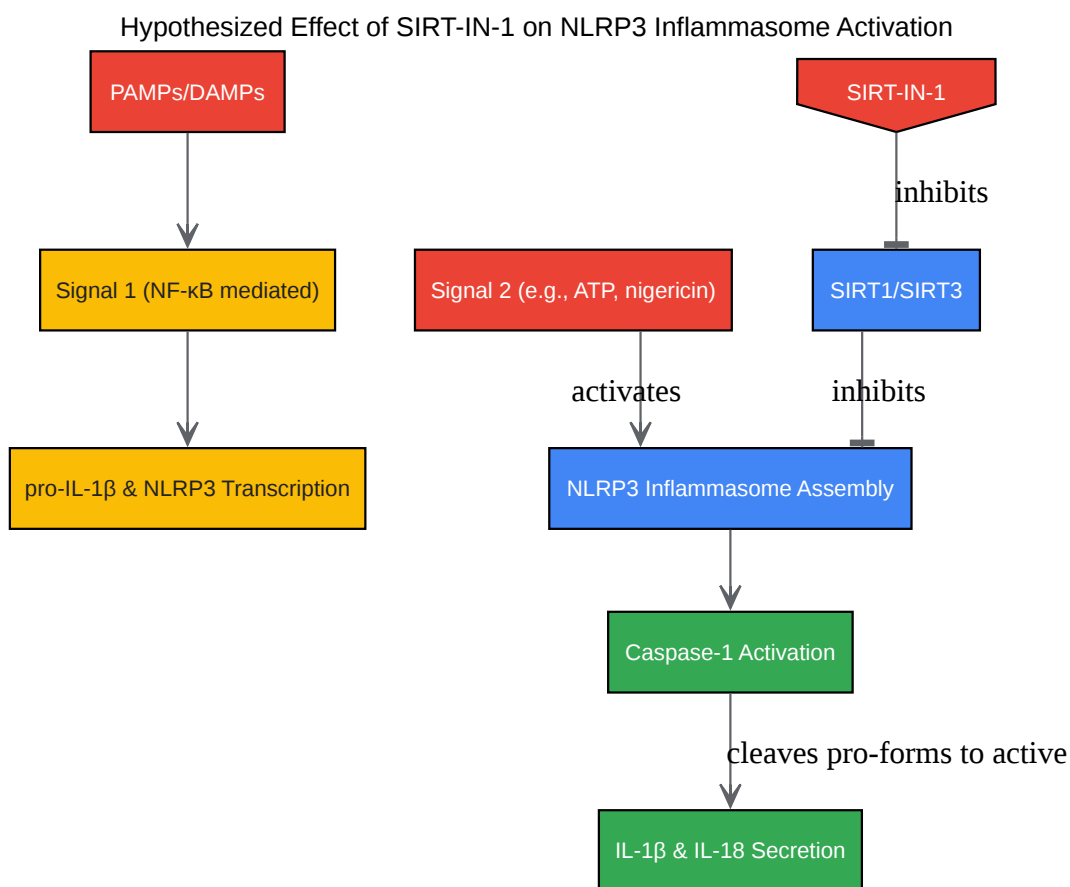 Hypothesized Effect of SIRT-IN-1 on NLRP3 Inflammasome Activation
PAMPs/DAMPs
SIRT-IN-1
inhibits
Signal 1 (NF-κB mediated)
Signal 2 (e.g., ATP, nigericin)
SIRT1/SIRT3
activates
inhibits
pro-IL-1β & NLRP3 Transcription
NLRP3 Inflammasome Assembly
Caspase-1 Activation
cleaves pro-forms to active
IL-1β & IL-18 Secretion